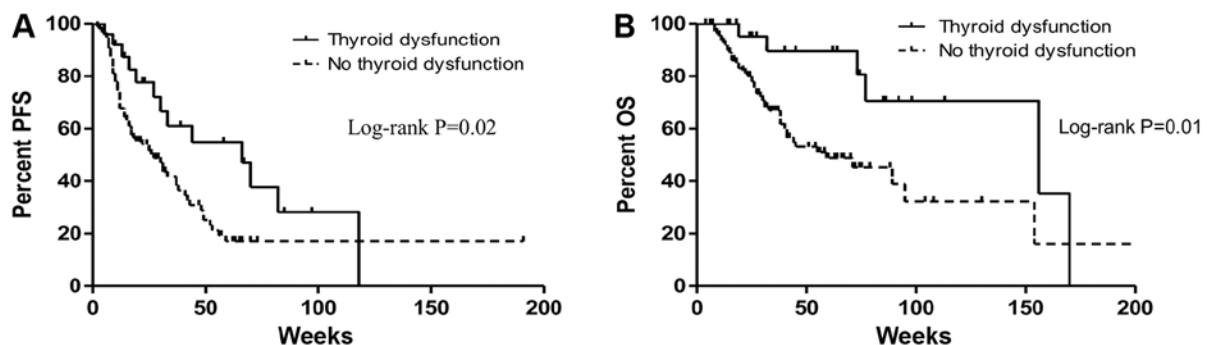 A
Percent PFS
100
80
60
40
20
0
Thyroid dysfunction
No thyroid dysfunction
Log-rank P=0.02
0
50
100
150
200
Weeks
B
Percent OS
100
80
60
40
20
0
Thyroid dysfunction
No thyroid dysfunction
Log-rank P=0.01
0
50
100
150
200
Weeks